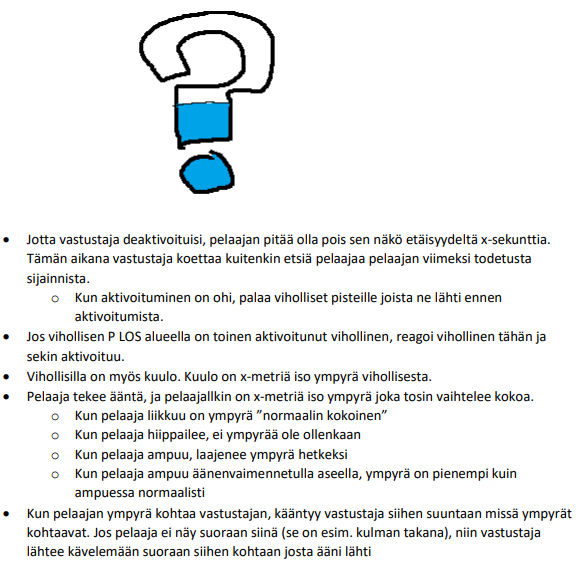 • Jotta vastustaja deaktivoituisi, pelaajan pitää olla pois sen näkö etäisyydeltä x-sekunttia.
Tämän aikana vastustaja koettaa kuitenkin etsiä pelaajaa pelaajan viimeksi todetusta
sijainnista.
o Kun aktivoituminen on ohi, palaa viholliset pisteille joista ne lähti ennen
aktivoitumista.
• Jos vihollisen P LOS alueella on toinen aktivoitunut vihollinen, reagoi vihollinen tähän ja
sekin aktivoituu.
• Vihollisilla on myös kuulo. Kuulo on x-metriä iso ympyrä vihollisesta.
• Pelaaja tekee ääntä, ja pelaajallkin on x-metriä iso ympyrä joka tosin vaihtelee kokoa.
o Kun pelaaja liikkuu on ympyrä ”normaalin kokoinen”
o Kun pelaaja hiippailee, ei ympyrää ole ollenkaan
o Kun pelaaja ampuu, laajenee ympyrä hetkeksi
o Kun pelaaja ampuu äänenvaimennetulla aseella, ympyrä on pienempi kuin
ampuessa normaalisti
• Kun pelaajan ympyrä kohtaa vastustajan, kääntyy vastustaja siihen suuntaan missä ympyrät
kohtaavat. Jos pelaaja ei näy suoraan siinä (se on esim. kulman takana), niin vastustaja
lähtee kävelemään suoraan siihen kohtaan josta ääni lähti